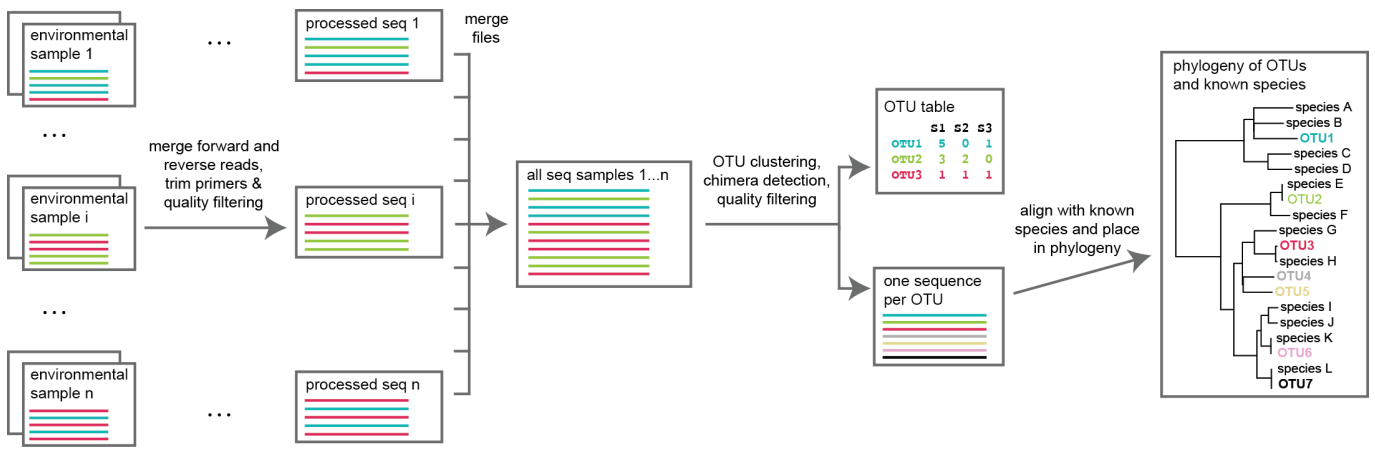 environmental
sample 1
...
processed seq 1
merge
files
...
merge forward and
reverse reads,
trim primers &
quality filtering
environmental
sample i
processed seq i
...
environmental
sample n
...
processed seq n
all seq samples 1...n
OTU clustering,
chimera detection,
quality filtering
OTU table
s1 s2 s3
OTU1 5 0 1
OTU2 3 2 0
OTU3 1 1 1
one sequence
per OTU
align with known
species and place
in phylogeny
phylogeny of OTUs
and known species
species A
species B
OTU1
species C
species D
species E
OTU2
species F
species G
OTU3
species H
OTU4
OTU5
species I
species J
species K
OTU6
species L
OTU7